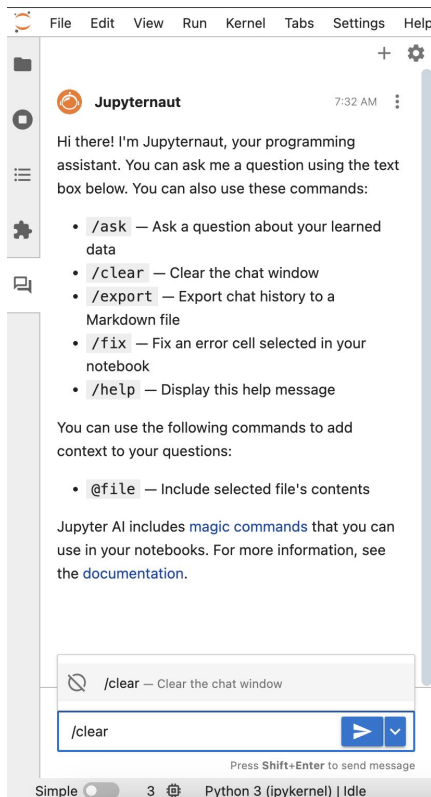 File Edit View Run Kernel Tabs Settings Help
Jupyternaut 7:32 AM
Hi there! I'm Jupyternaut, your programming
assistant. You can ask me a question using the text
box below. You can also use these commands:
• /ask — Ask a question about your learned
data
• /clear — Clear the chat window
• /export — Export chat history to a
Markdown file
• /fix — Fix an error cell selected in your
notebook
• /help — Display this help message
You can use the following commands to add
context to your questions:
• @file — Include selected file's contents
Jupyter AI includes magic commands that you can
use in your notebooks. For more information, see
the documentation.
/clear — Clear the chat window
/clear
Press Shift+Enter to send message
Simple 3 Python 3 (ipykernel) | Idle